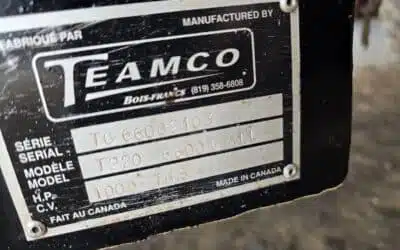 FABRIQUE PAR
MANUFACTURED BY
TEAMCO
BOIS-FRANCS (819) 358-6808
SÉRIE
SERIAL
MODÈLE
MODEL
T220
H.P.
C.V.
FAIT AU CANADA
MADE IN CANADA